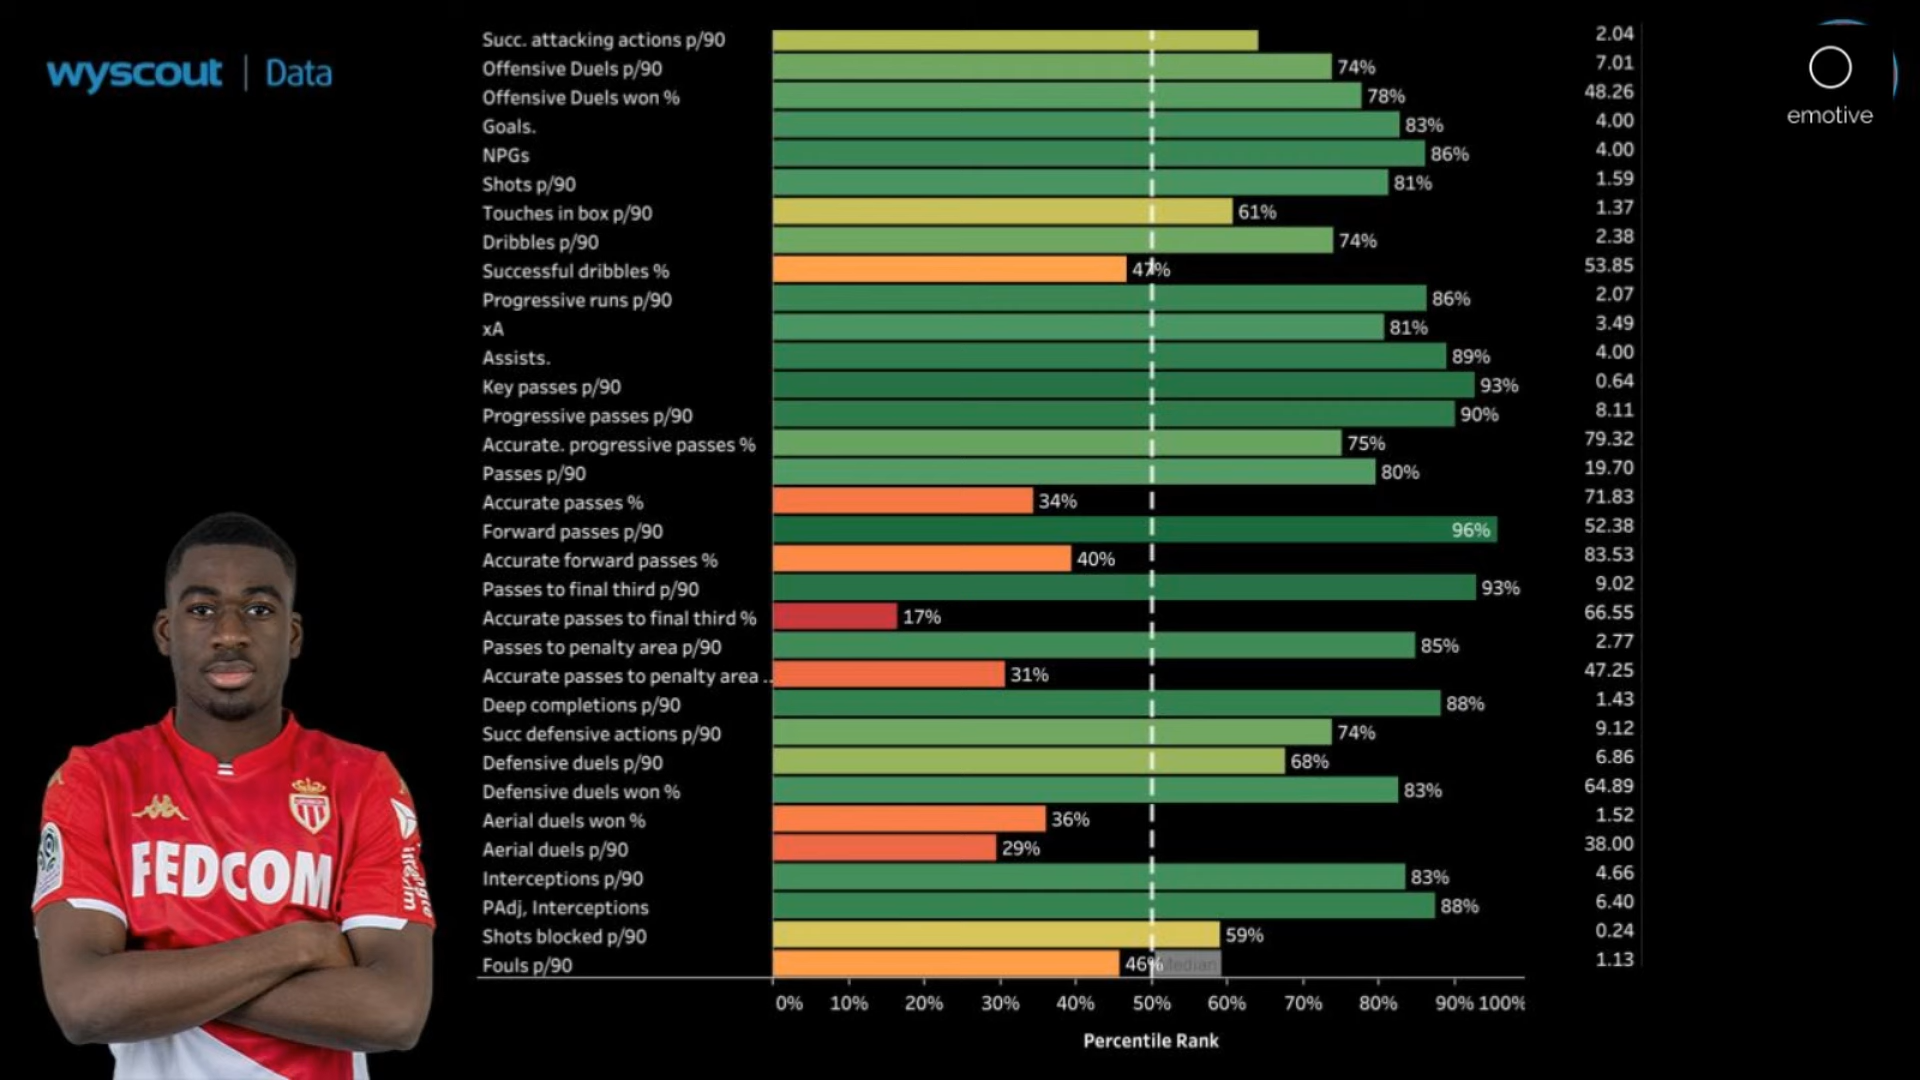 wyscout | Data
emotive
Succ. attacking actions p/90 2.04
Offensive Duels p/90 74% 7.01
Offensive Duels won % 78% 48.26
Goals. 83% 4.00
NPGs 86% 4.00
Shots p/90 81% 1.59
Touches in box p/90 61% 1.37
Dribbles p/90 74% 2.38
Successful dribbles % 47% 53.85
Progressive runs p/90 86% 2.07
xA 81% 3.49
Assists. 89% 4.00
Key passes p/90 93% 0.64
Progressive passes p/90 90% 8.11
Accurate. progressive passes % 75% 79.32
Passes p/90 80% 19.70
Accurate passes % 34% 71.83
Forward passes p/90 96% 52.38
Accurate forward passes % 40% 83.53
Passes to final third p/90 93% 9.02
Accurate passes to final third % 17% 66.55
Passes to penalty area p/90 85% 2.77
Accurate passes to penalty area .. 31% 47.25
Deep completions p/90 88% 1.43
Succ defensive actions p/90 74% 9.12
Defensive duels p/90 68% 6.86
Defensive duels won % 83% 64.89
Aerial duels won % 36% 1.52
Aerial duels p/90 29% 38.00
Interceptions p/90 83% 4.66
PAdj, Interceptions 88% 6.40
Shots blocked p/90 59% 0.24
Fouls p/90 46% Median 1.13
0% 10% 20% 30% 40% 50% 60% 70% 80% 90% 100%
Percentile Rank
FEDCOM